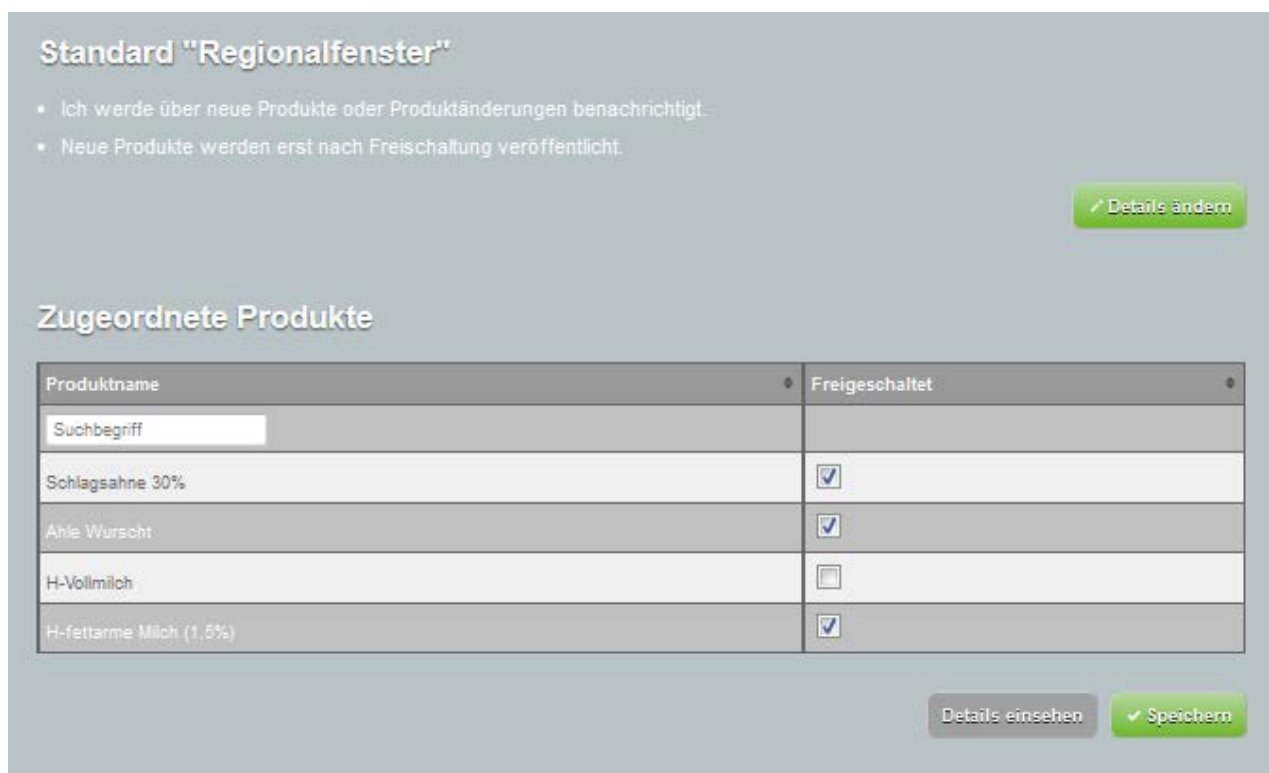 Standard "Regionalfenster"
• Ich werde über neue Produkte oder Produktänderungen benachrichtigt.
• Neue Produkte werden erst nach Freischaltung veröffentlicht.
Details ändern
Zugeordnete Produkte
Produktname Freigeschaltet
Suchbegriff
Schlagsahne 30%
Ahle Wurscht
H-Vollmilch
H-fettarme Milch (1,5%)
Details einsehen Speichern